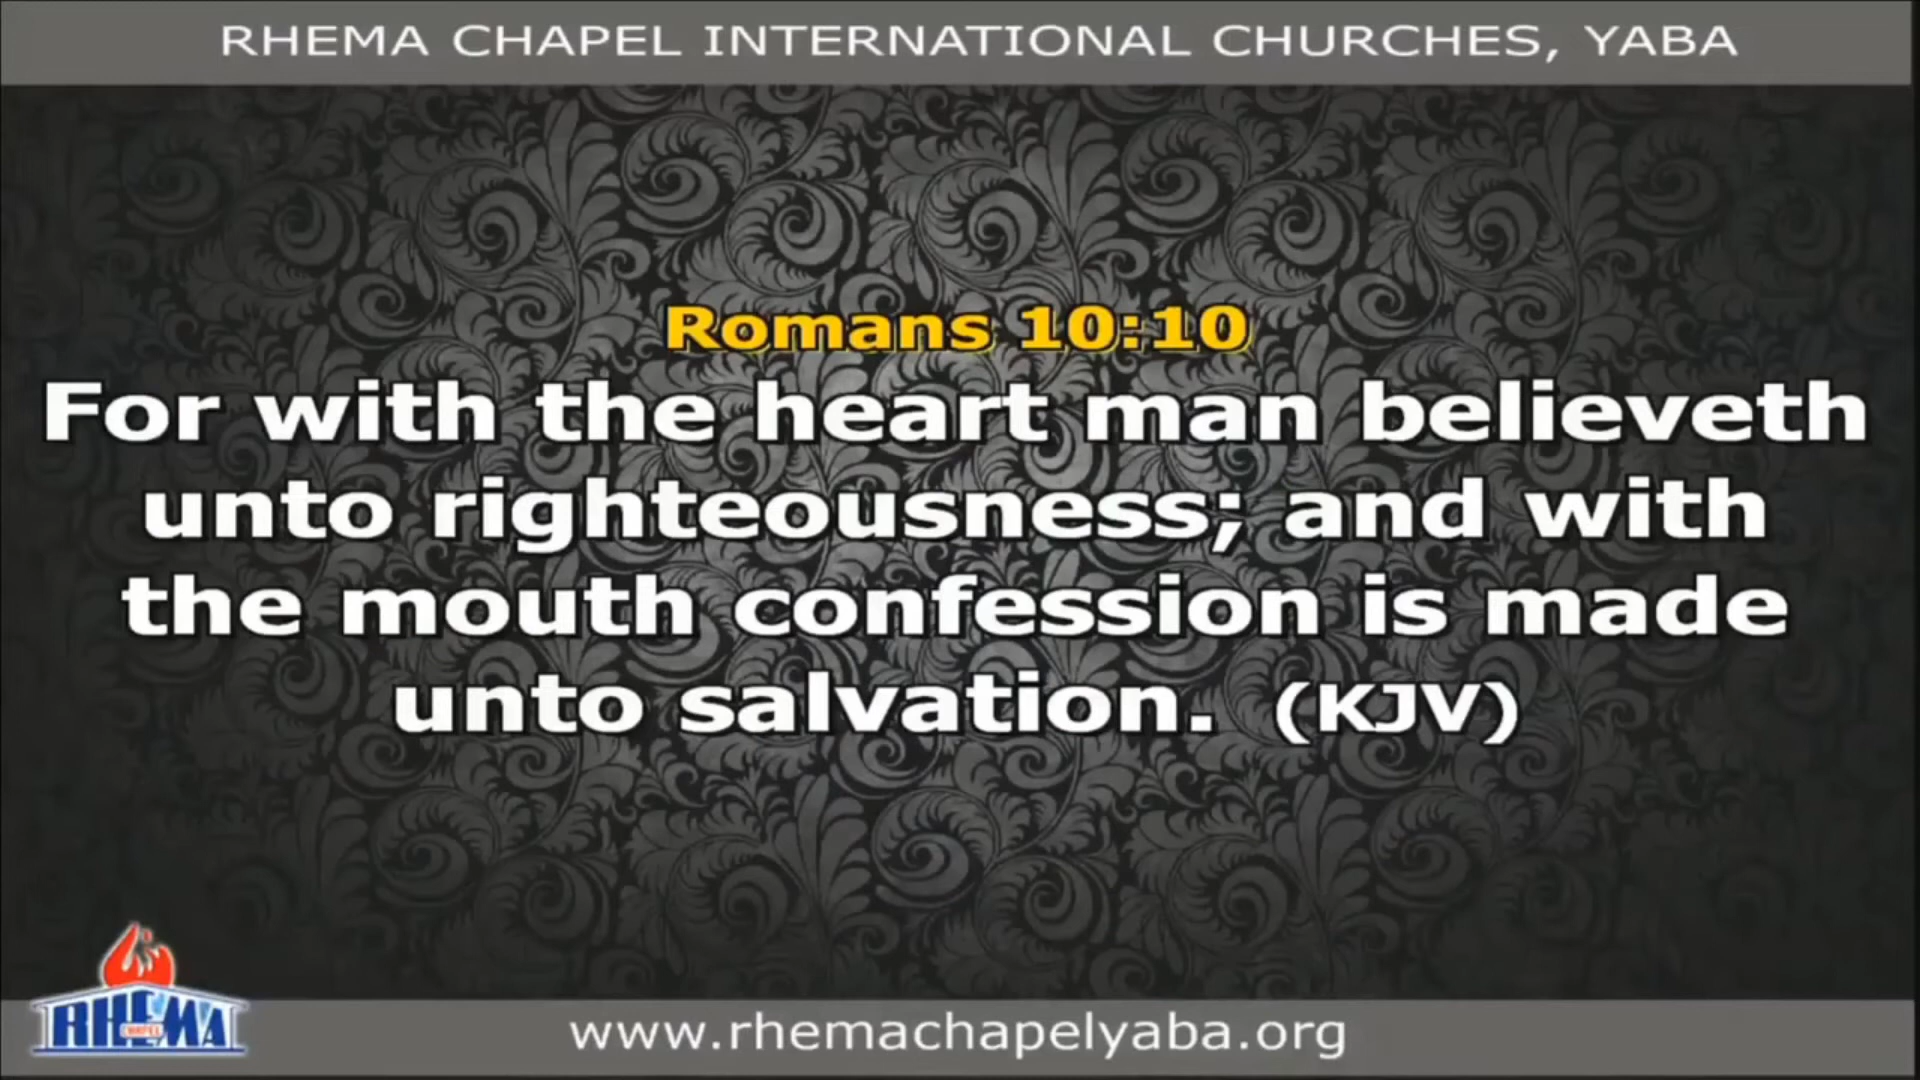 RHEMA CHAPEL INTERNATIONAL CHURCHES, YABA
Romans 10:10
For with the heart man believeth
unto righteousness; and with
the mouth confession is made
unto salvation. (KJV)
RHEMA
CHAPEL
www.rhemachapelyaba.org